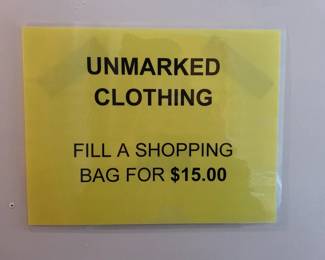 UNMARKED
CLOTHING
FILL A SHOPPING
BAG FOR $15.00